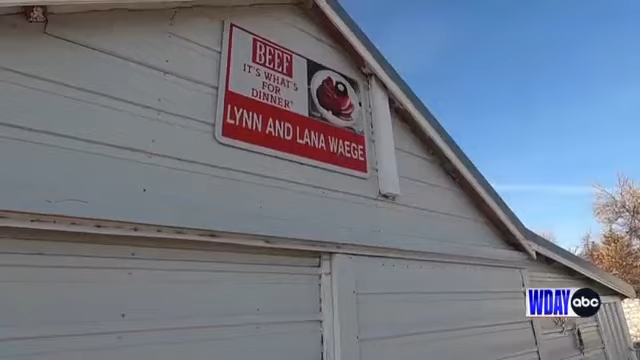 BEEF
IT'S WHAT'S
FOR
DINNER®
LYNN AND LANA WAEGE
WDAY abc